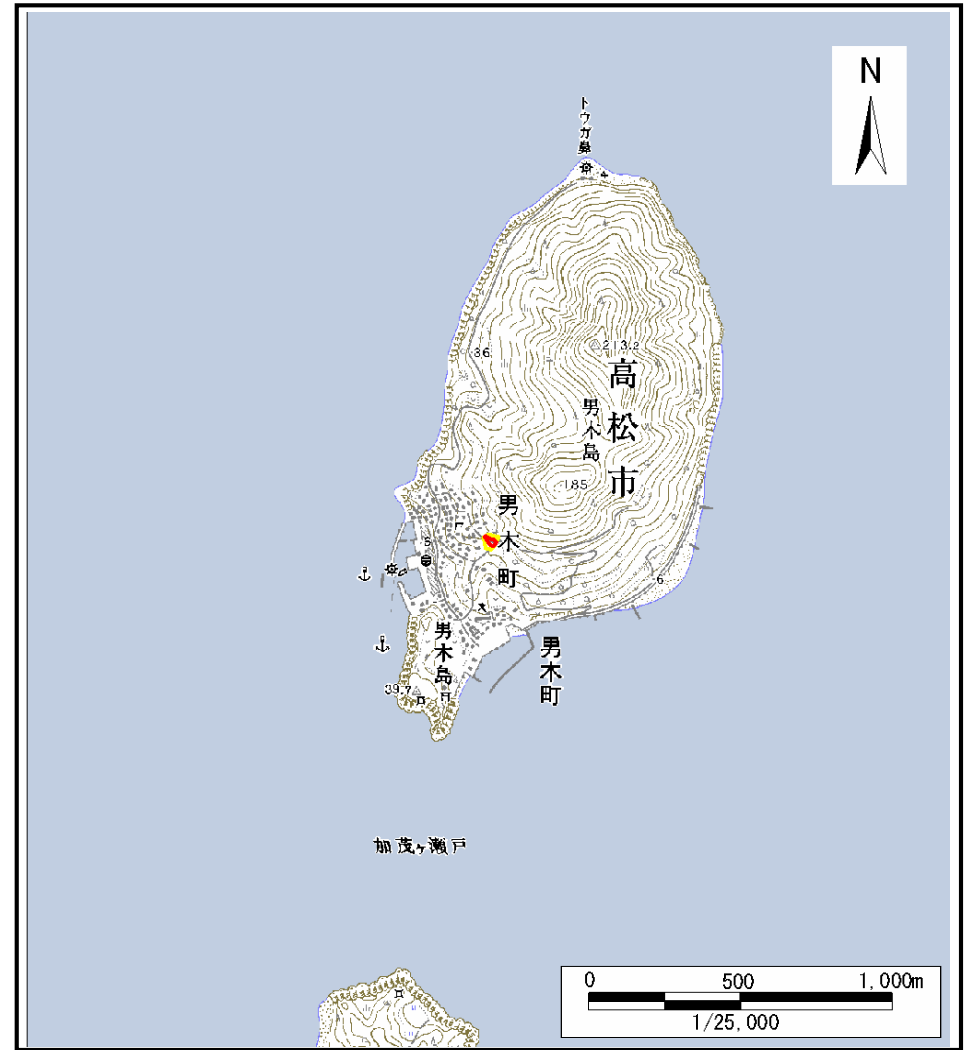 N
トウガ鼻
4
36
213.2
高松市
男木島
185
男木町
5
6
男木島
男木町
39.7
加茂ヶ瀬戸
0 500 1,000m
1/25,000